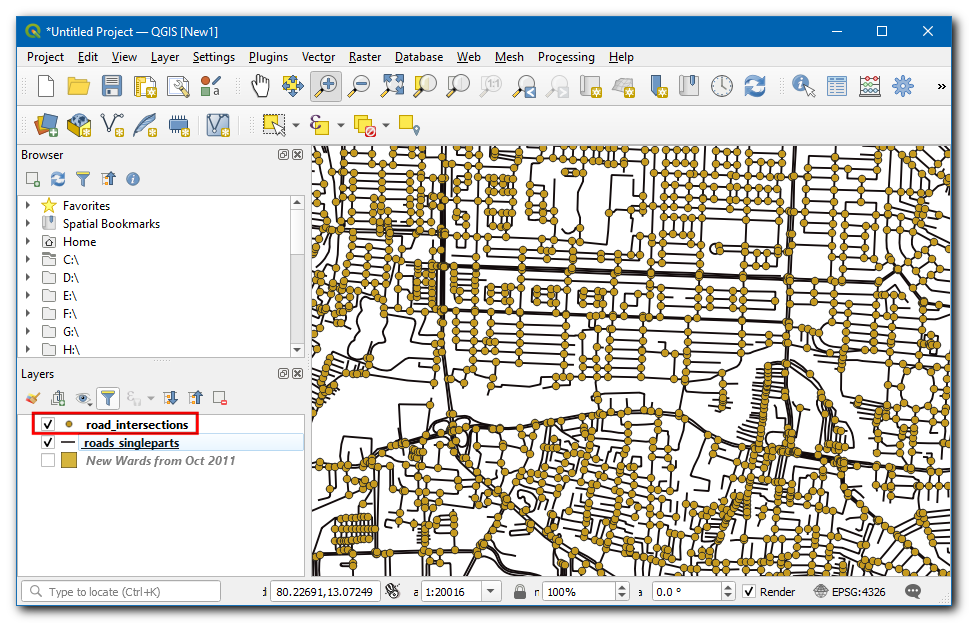 *Untitled Project — QGIS [New1]
Project Edit View Layer Settings Plugins Vector Raster Database Web Mesh Processing Help
1:1
a
»
Browser
Favorites
Spatial Bookmarks
Home
C:\
D:\
E:\
F:\
G:\
H:\
Layers
road_intersections
roads_singleparts
New Wards from Oct 2011
Type to locate (Ctrl+K)
80.22691,13.07249
a 1:20016
100%
a 0.0 °
Render
EPSG:4326